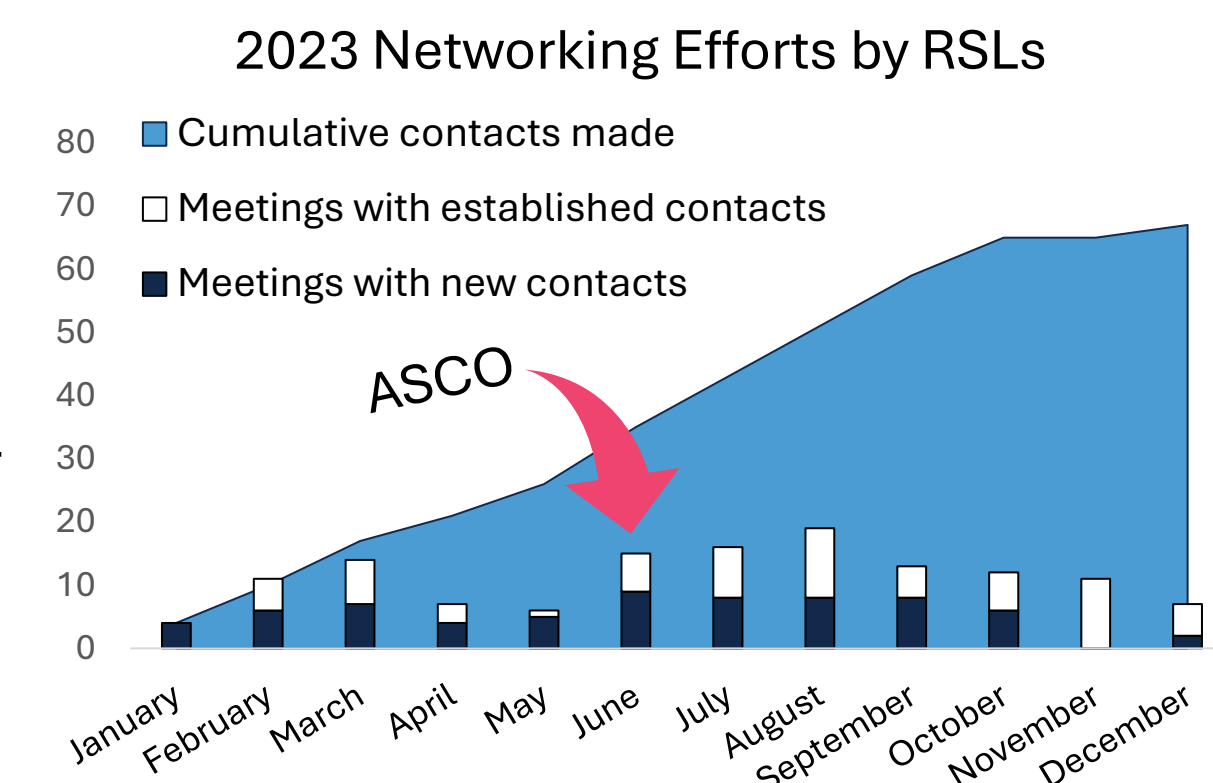 2023 Networking Efforts by RSLs
80
70
60
50
40
30
20
10
0
Cumulative contacts made
Meetings with established contacts
Meetings with new contacts
ASCO
January
February
March
April
May
June
July
August
September
October
November
December